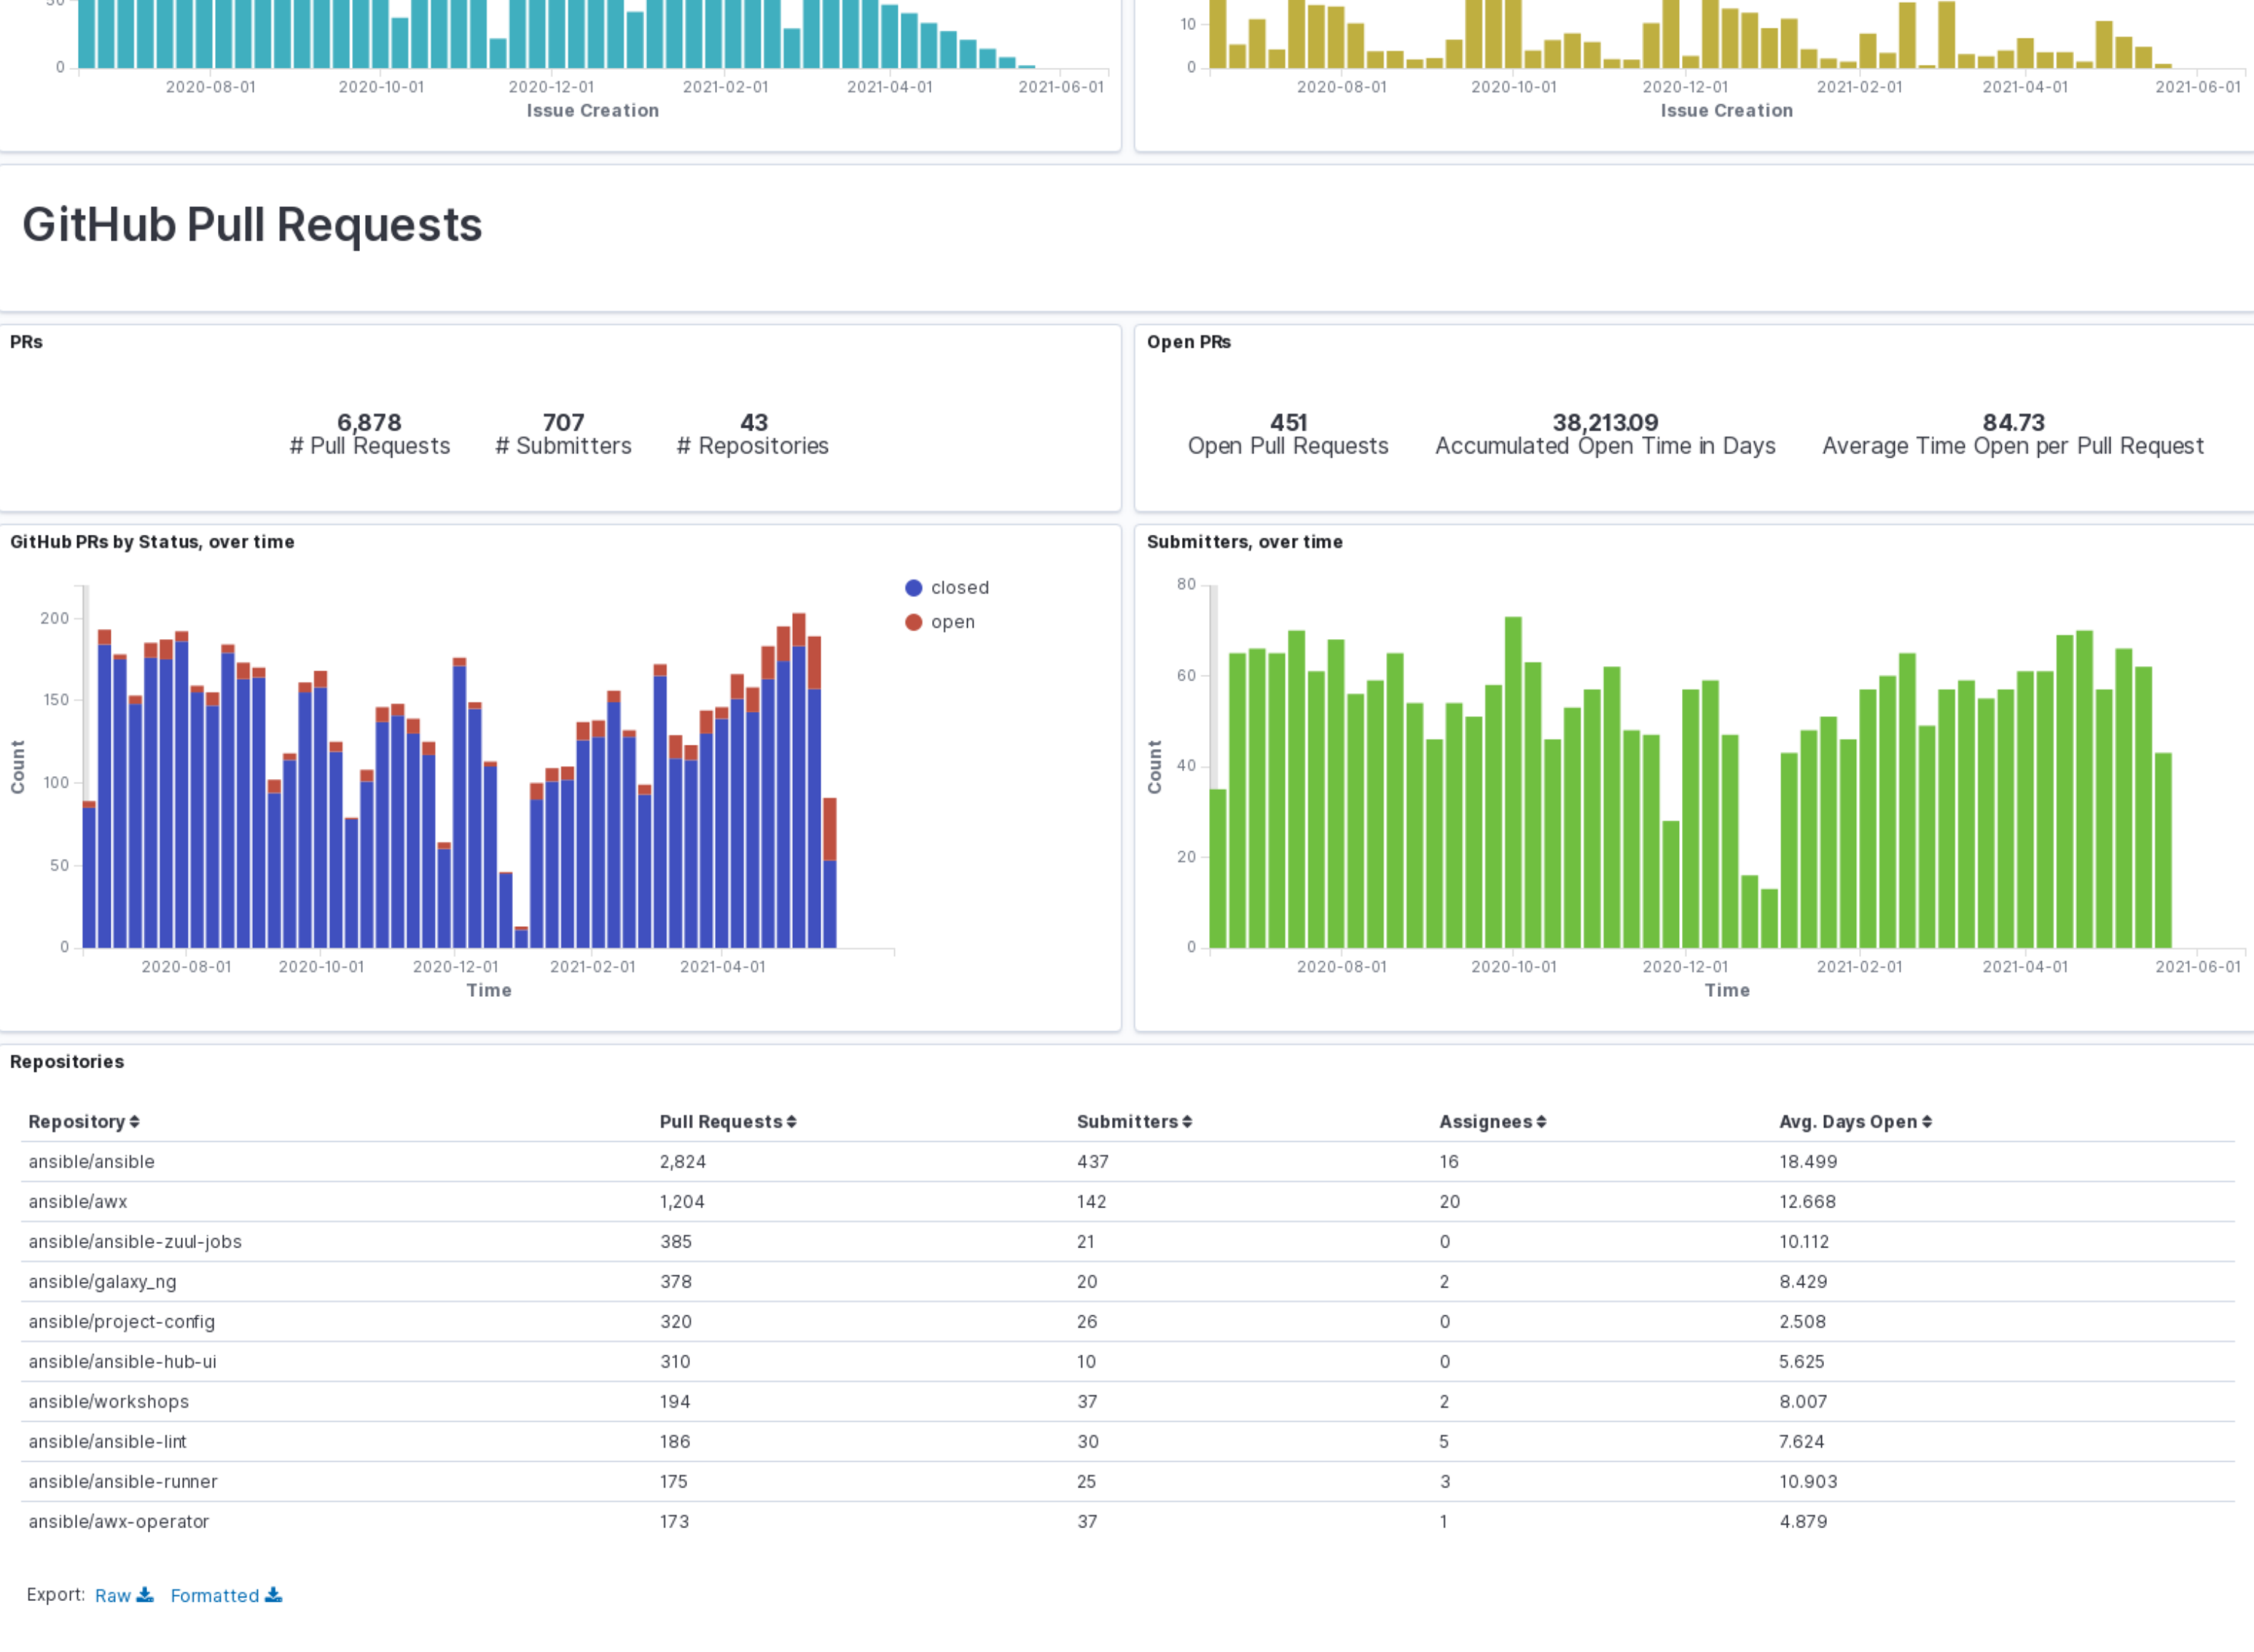 0
2020-08-01 2020-10-01 2020-12-01 2021-02-01 2021-04-01 2021-06-01
Issue Creation
10
0
2020-08-01 2020-10-01 2020-12-01 2021-02-01 2021-04-01 2021-06-01
Issue Creation
GitHub Pull Requests
PRs
6,878 707 43
# Pull Requests # Submitters # Repositories
Open PRs
451 38,213.09 84.73
Open Pull Requests Accumulated Open Time in Days Average Time Open per Pull Request
GitHub PRs by Status, over time
closed
open
200
150
100
50
0
Count
2020-08-01 2020-10-01 2020-12-01 2021-02-01 2021-04-01
Time
Submitters, over time
80
60
40
20
0
Count
2020-08-01 2020-10-01 2020-12-01 2021-02-01 2021-04-01 2021-06-01
Time
Repositories
Repository Pull Requests Submitters Assignees Avg. Days Open
ansible/ansible 2,824 437 16 18.499
ansible/awx 1,204 142 20 12.668
ansible/ansible-zuul-jobs 385 21 0 10.112
ansible/galaxy_ng 378 20 2 8.429
ansible/project-config 320 26 0 2.508
ansible/ansible-hub-ui 310 10 0 5.625
ansible/workshops 194 37 2 8.007
ansible/ansible-lint 186 30 5 7.624
ansible/ansible-runner 175 25 3 10.903
ansible/awx-operator 173 37 1 4.879
Export: Raw Formatted